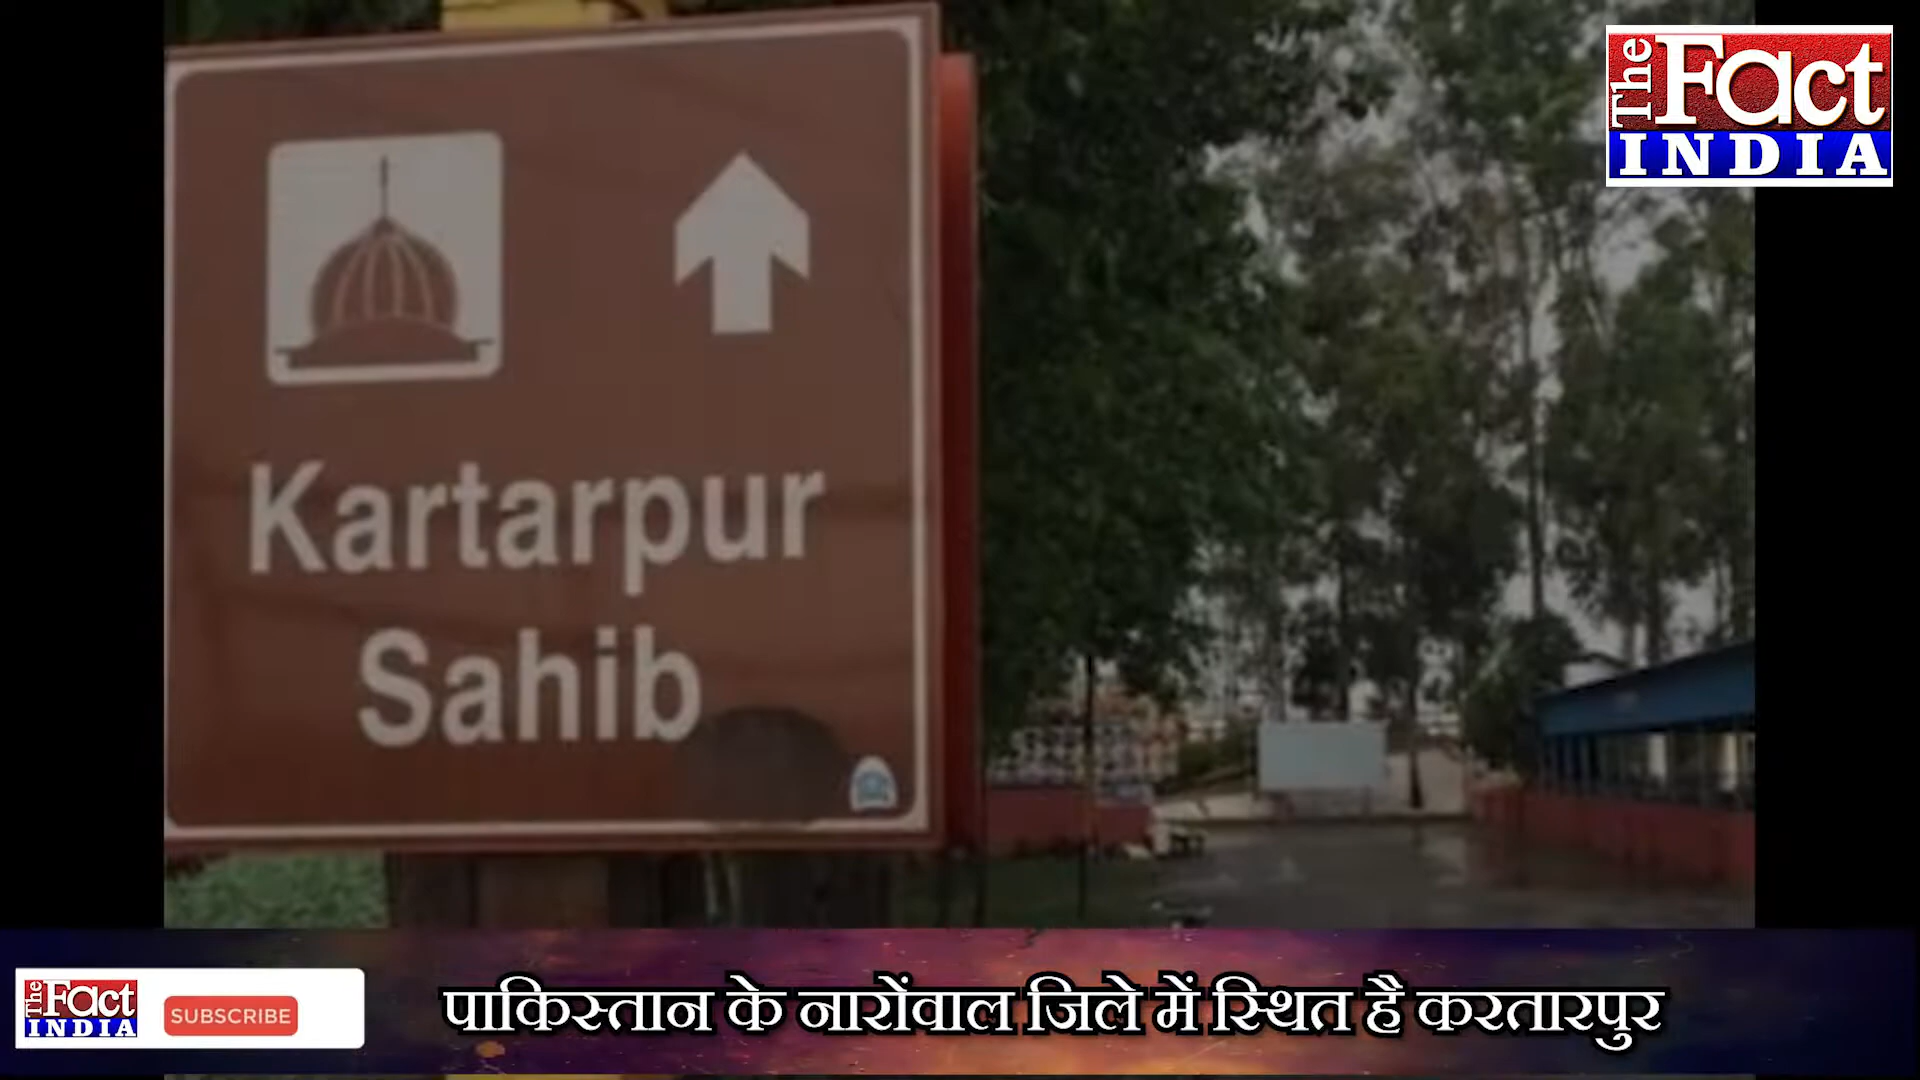 The Fact
INDIA
Kartarpur
Sahib
The Fact
INDIA
SUBSCRIBE
पाकिस्तान के नारोंवाल जिले में स्थित है करतारपुर